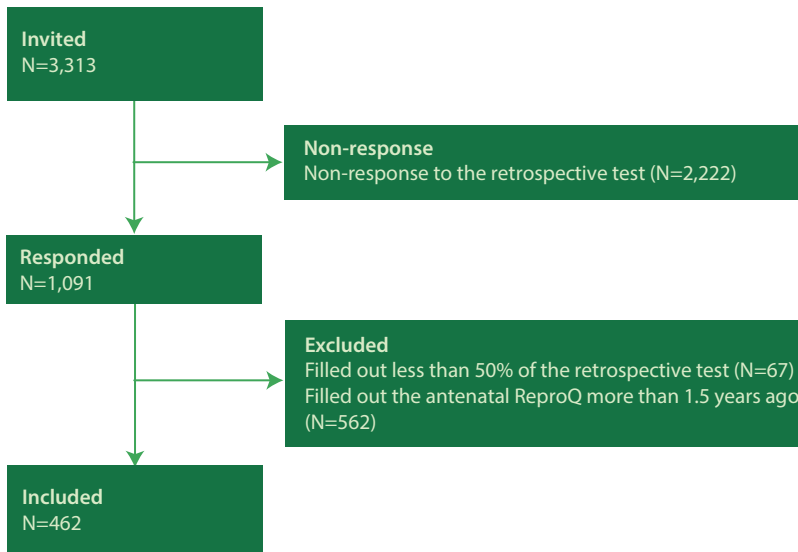 Invited
N=3,313
Non-response
Non-response to the retrospective test (N=2,222)
Responded
N=1,091
Excluded
Filled out less than 50% of the retrospective test (N=67)
Filled out the antenatal ReproQ more than 1.5 years ago
(N=562)
Included
N=462